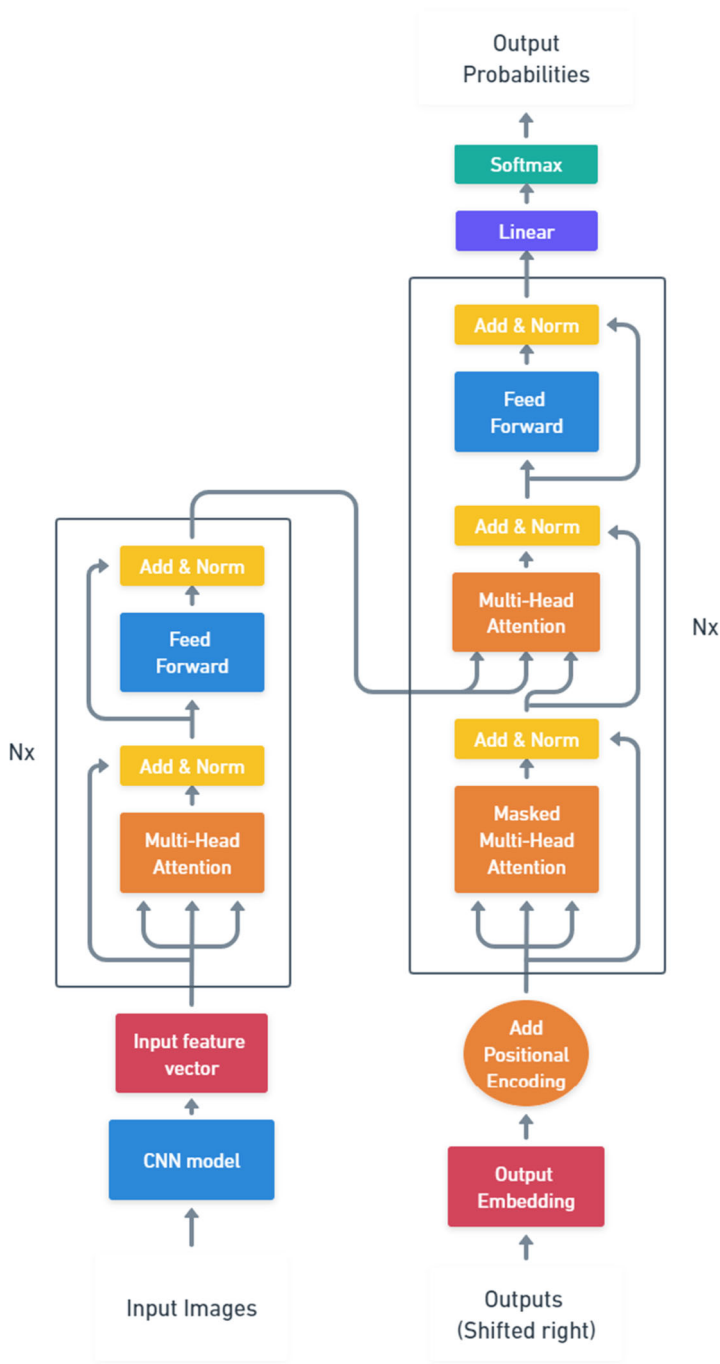 Output
Probabilities
Softmax
Linear
Add & Norm
Feed
Forward
Add & Norm
Multi-Head
Attention
Nx
Add & Norm
Masked
Multi-Head
Attention
Add
Positional
Encoding
Output
Embedding
Outputs
(Shifted right)
Add & Norm
Feed
Forward
Nx
Add & Norm
Multi-Head
Attention
Input feature
vector
CNN model
Input Images